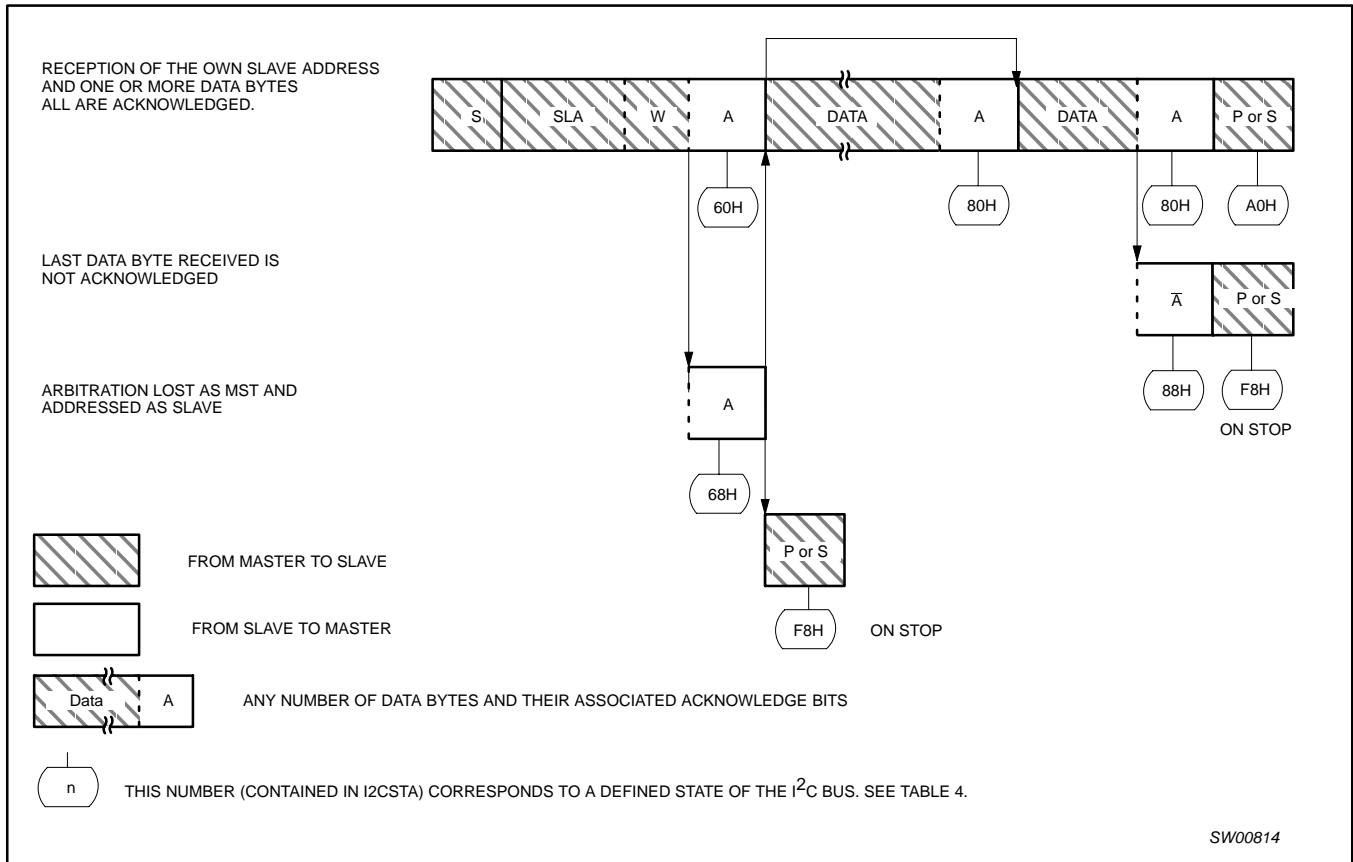 RECEPTION OF THE OWN SLAVE ADDRESS
AND ONE OR MORE DATA BYTES
ALL ARE ACKNOWLEDGED.
S SLA W A DATA A DATA A P or S
60H 80H 80H A0H
LAST DATA BYTE RECEIVED IS
NOT ACKNOWLEDGED
A̅ P or S
88H F8H
ON STOP
ARBITRATION LOST AS MST AND
ADDRESSED AS SLAVE
A
68H
P or S
F8H ON STOP
FROM MASTER TO SLAVE
FROM SLAVE TO MASTER
Data A ANY NUMBER OF DATA BYTES AND THEIR ASSOCIATED ACKNOWLEDGE BITS
n THIS NUMBER (CONTAINED IN I2CSTA) CORRESPONDS TO A DEFINED STATE OF THE I²C BUS. SEE TABLE 4.
SW00814